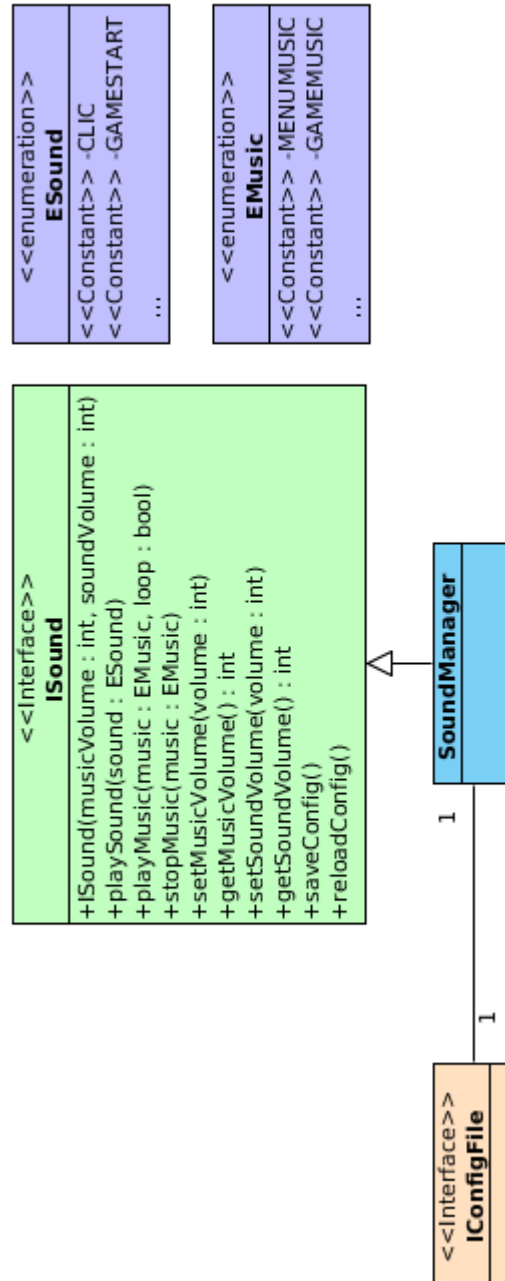 <<Interface>>
ISound
+ISound(musicVolume : int, soundVolume : int)
+playSound(sound : ESound)
+playMusic(music : EMusic, loop : bool)
+stopMusic(music : EMusic)
+setMusicVolume(volume : int)
+getMusicVolume() : int
+setSoundVolume(volume : int)
+getSoundVolume() : int
+saveConfig()
+reloadConfig()
<<enumeration>>
ESound
<<Constant>> -CLIC
<<Constant>> -GAMESTART
...
<<enumeration>>
EMusic
<<Constant>> -MENUMUSIC
<<Constant>> -GAMEMUSIC
...
<<Interface>>
IConfigFile
1
1
SoundManager